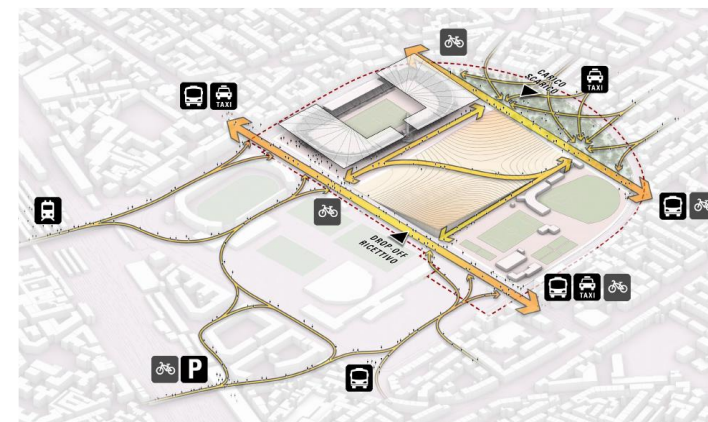 CARICO
SCARICO
TAXI
TAXI
DROP-OFF
RICETTIVO
TAXI
P